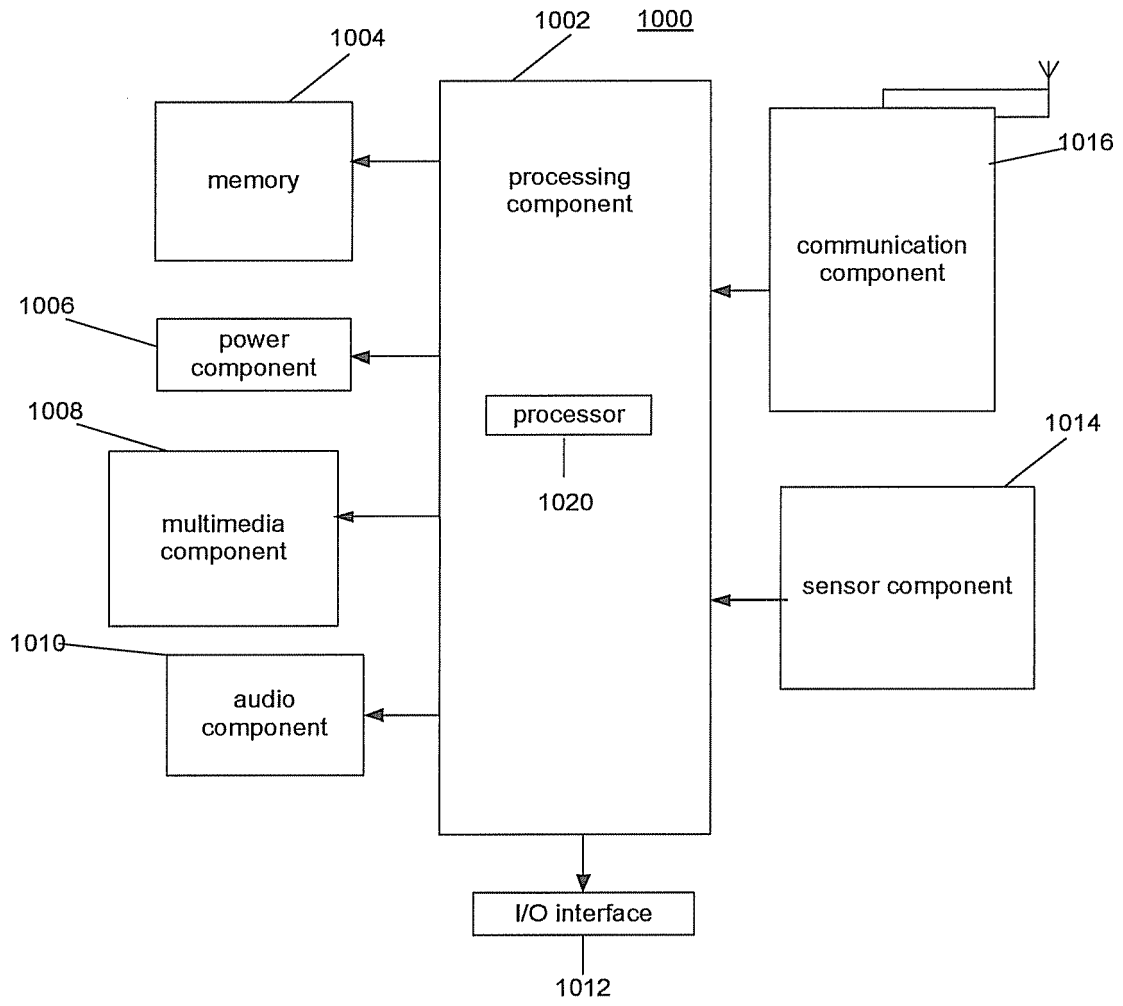 1002
1000
1004
1016
memory
processing
component
communication
component
1006
power
component
1008
processor
1014
1020
multimedia
component
sensor component
1010
audio
component
I/O interface
1012